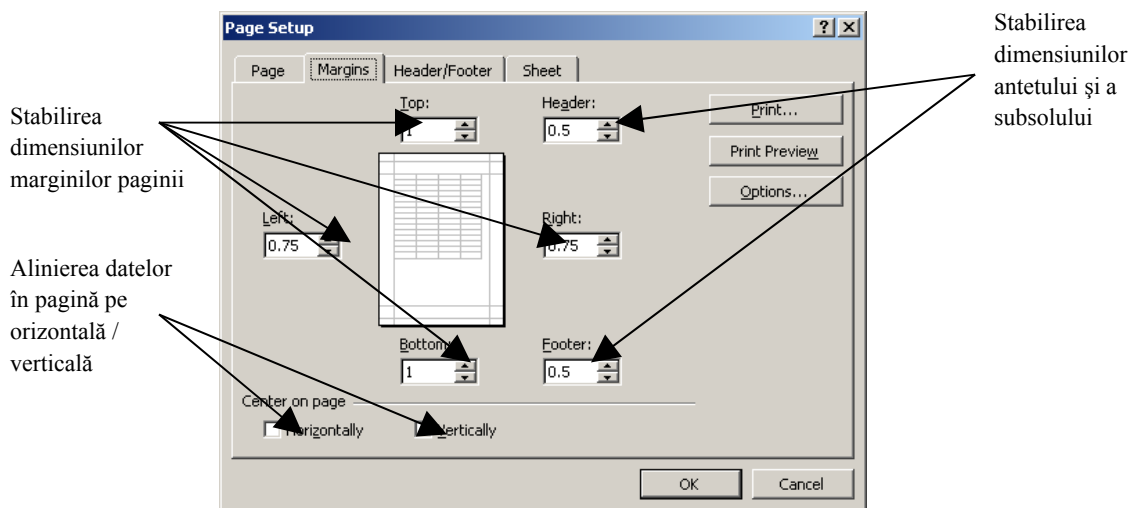 Page Setup
Page Margins Header/Footer Sheet
Stabilirea
dimensiunilor
antetului şi a
subsolului
Stabilirea
dimensiunilor
marginilor paginii
Top:
1
Header:
0.5
Print...
Print Preview
Options...
Left:
0.75
Right:
0.75
Alinierea datelor
în pagină pe
orizontală /
verticală
Bottom:
1
Footer:
0.5
Center on page
Horizontally Vertically
OK Cancel